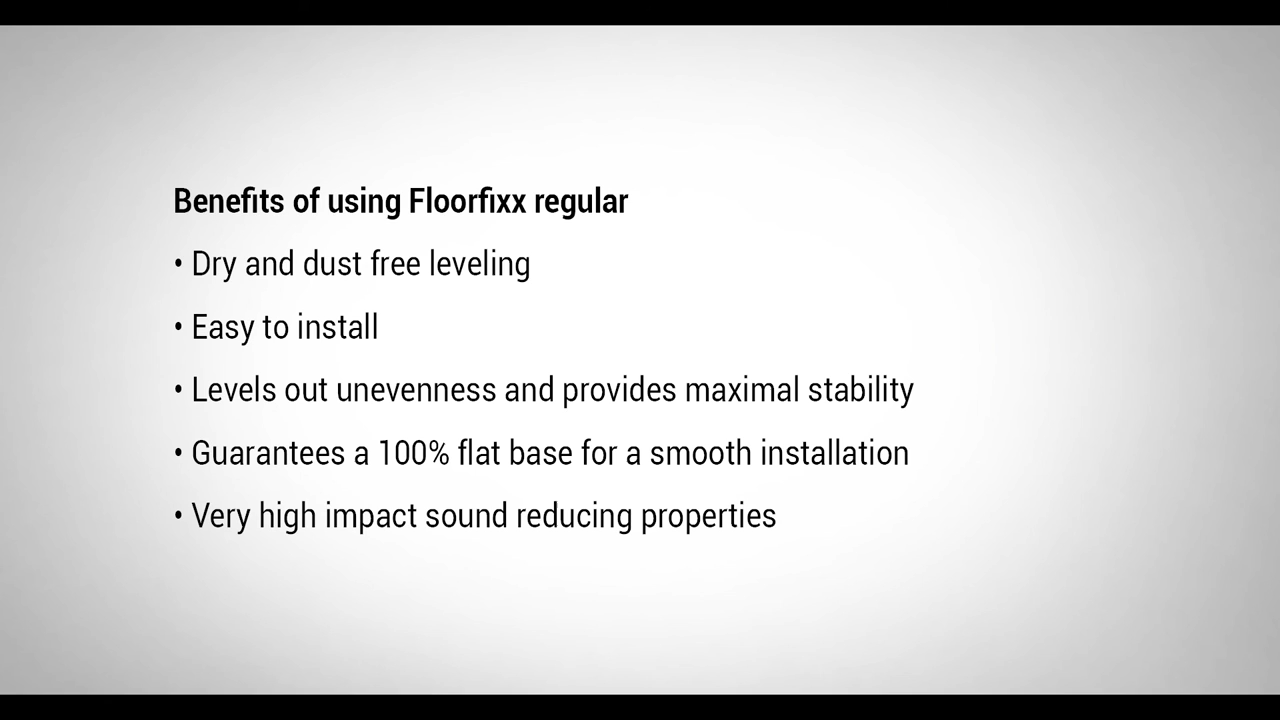 Benefits of using Floorfixx regular
• Dry and dust free leveling
• Easy to install
• Levels out unevenness and provides maximal stability
• Guarantees a 100% flat base for a smooth installation
• Very high impact sound reducing properties